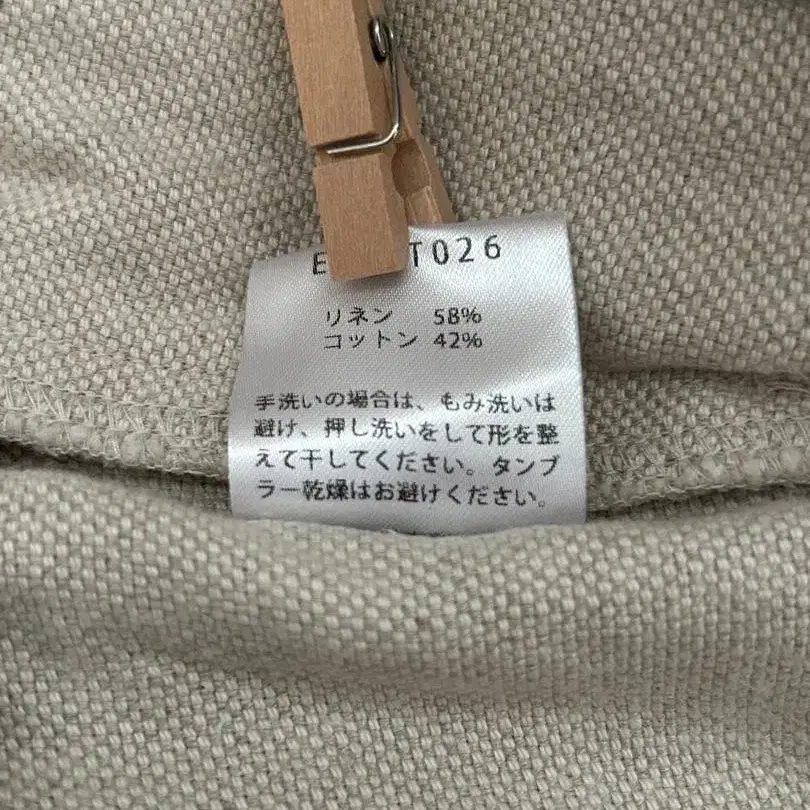 E T026
リネン 58%
コットン 42%
手洗いの場合は、もみ洗いは
避け、押し洗いをして形を整
えて干してください。タンブ
ラー乾燥はお避けください。